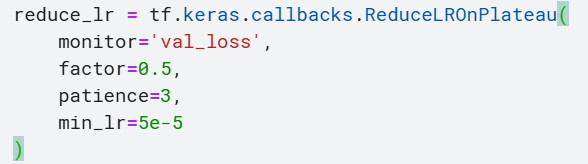 reduce_lr = tf.keras.callbacks.ReduceLROnPlateau(
    monitor='val_loss',
    factor=0.5,
    patience=3,
    min_lr=5e-5
)